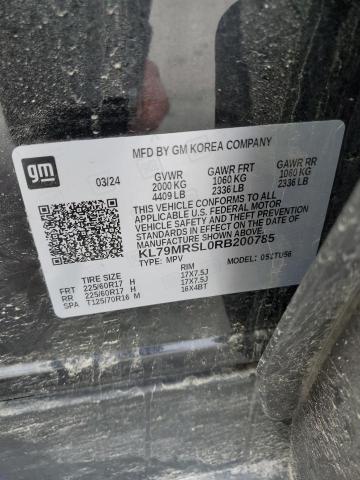 MFD BY GM KOREA COMPANY
gm
03/24 GVWR GAWR FRT GAWR RR
2000 KG 1060 KG 1060 KG
4409 LB 2336 LB 2336 LB
THIS VEHICLE CONFORMS TO ALL APPLICABLE
U.S. FEDERAL MOTOR
VEHICLE SAFETY AND
THEFT PREVENTION STANDARDS IN
EFFECT ON THE DATE OF
MANUFACTURE SHOWN ABOVE.
KL79MRSL0RB200785
TYPE: MPV MODEL: 0S1TU56
TIRE SIZE RIM
FRT 225/60R17 H 17X7.5J
RR 225/60R17 H 17X7.5J
SPA T125/70R16 M 16X4BT